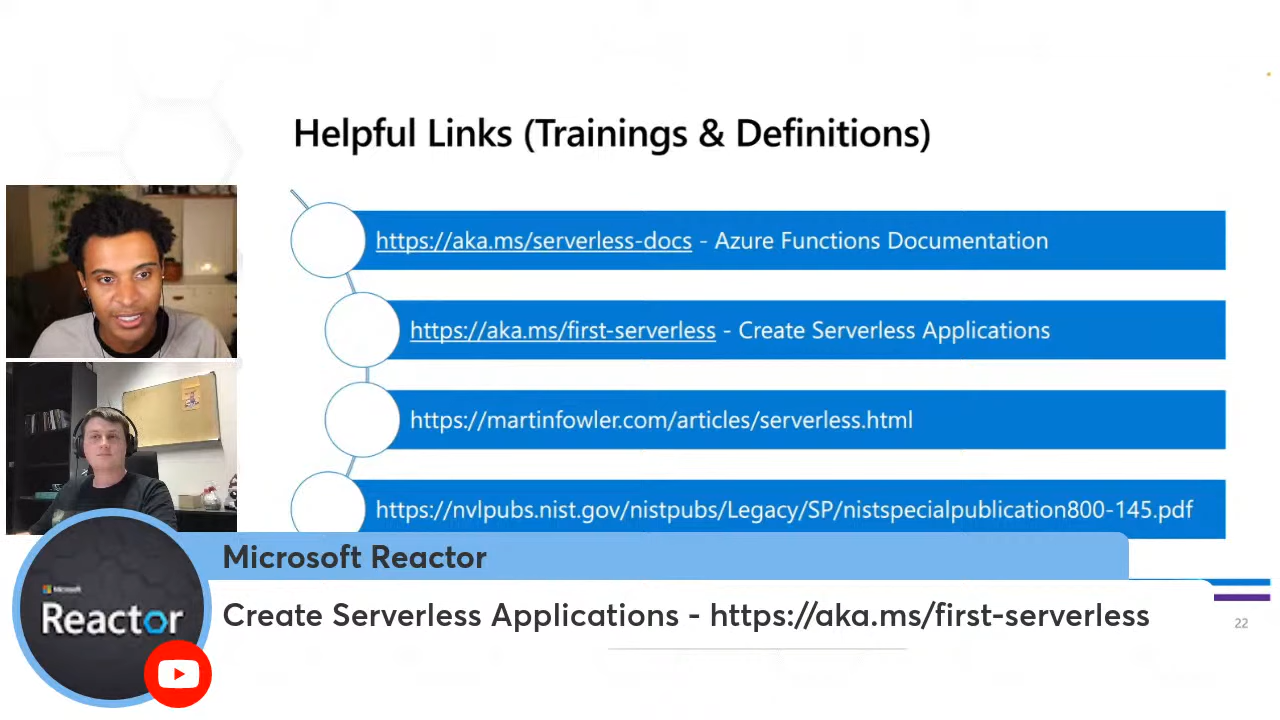 Helpful Links (Trainings & Definitions)
https://aka.ms/serverless-docs - Azure Functions Documentation
https://aka.ms/first-serverless - Create Serverless Applications
https://martinfowler.com/articles/serverless.html
https://nvlpubs.nist.gov/nistpubs/Legacy/SP/nistspecialpublication800-145.pdf
Microsoft Reactor
Microsoft
Reactor
Create Serverless Applications - https://aka.ms/first-serverless
22